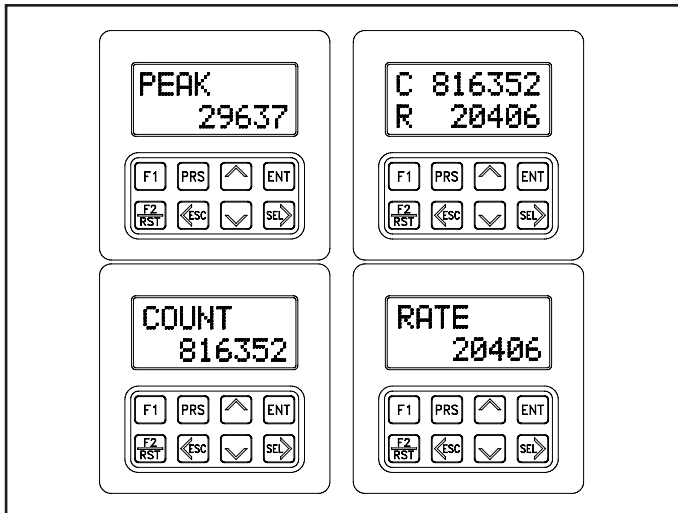 PEAK
29637
F1 PRS ENT
F2/RST ESC SEL
C 816352
R 20406
F1 PRS ENT
F2/RST ESC SEL
COUNT
816352
F1 PRS ENT
F2/RST ESC SEL
RATE
20406
F1 PRS ENT
F2/RST ESC SEL